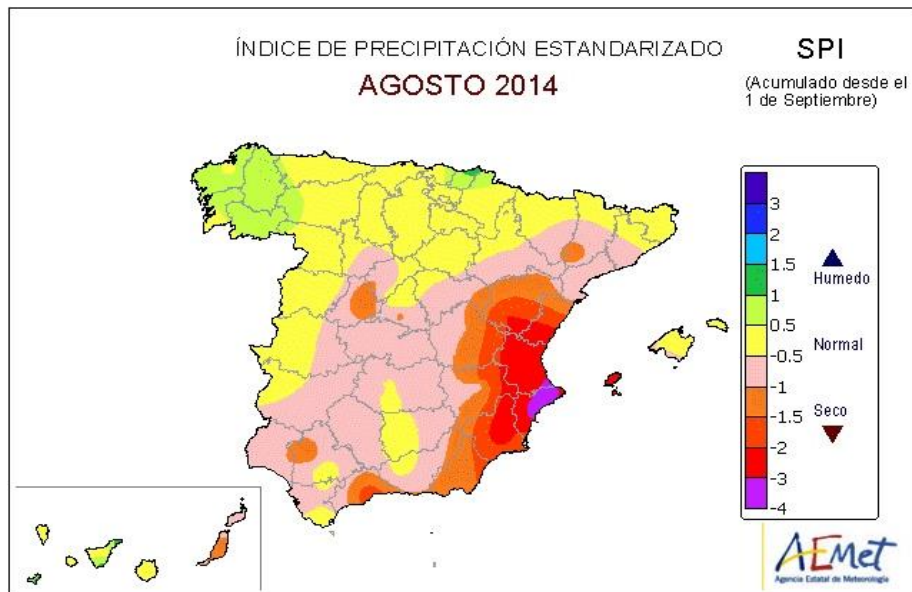 ÍNDICE DE PRECIPITACIÓN ESTANDARIZADO
AGOSTO 2014
SPI
(Acumulado desde el
1 de Septiembre)
3
2
1.5
1
0.5
-0.5
-1
-1.5
-2
-3
-4
Humedo
Normal
Seco
AEMet
Agencia Estatal de Meteorología